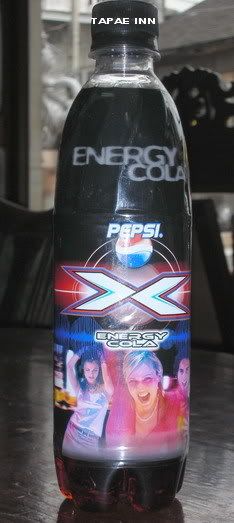 TAPAE INN
ENERGY
COLA
PEPSI
X
ENERGY
COLA